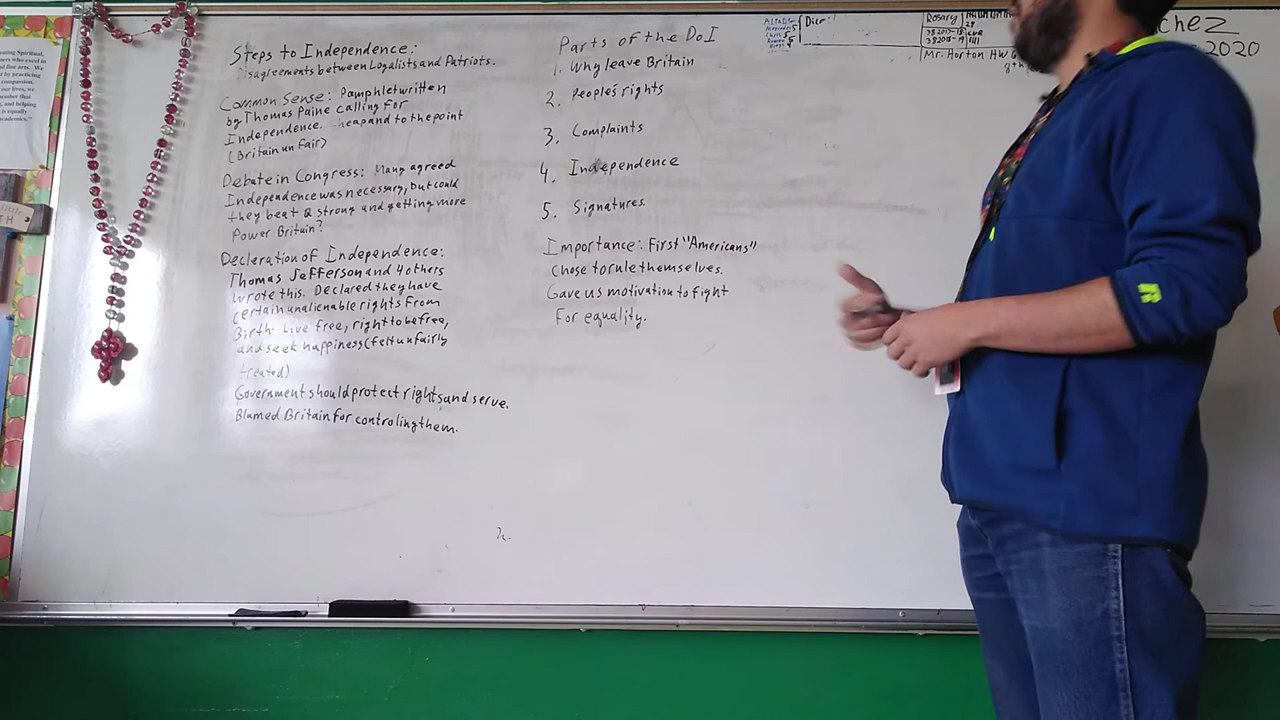 Steps to Independence:
Disagreements between Loyalists and Patriots.
Common Sense: Pamphlet written
by Thomas Paine calling for
Independence. heap and to the point
(Britain unfair)
Debate in Congress: Many agreed
Independence was necessary, but could
they beat a strong and getting more
Power Britain?
Declaration of Independence:
Thomas Jefferson and 4 others
wrote this. Declared they have
certain unalienable rights from
Birth. Live free, right to be free,
and seek happiness (felt unfairly
treated)
Government should protect rights and serve.
Blamed Britain for controling them.
Parts of the DoI
1. Why leave Britain
2. People's rights
3. Complaints
4. Independence
5. Signatures
Importance: First "Americans"
chose to rule themselves.
Gave us motivation to fight
For equality.
Dice:
Rosary
Mr. Horton HW
chez
2020